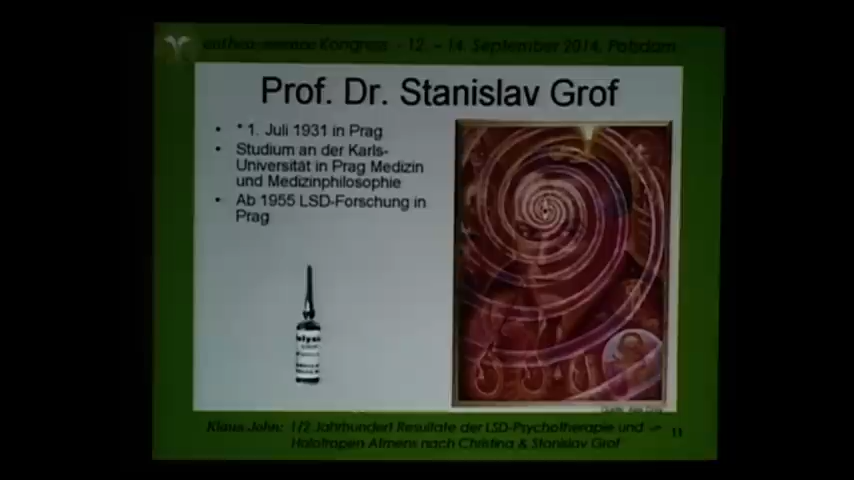 entheo-science Kongress - 12. - 14. September 2014, Potsdam
Prof. Dr. Stanislav Grof
• * 1. Juli 1931 in Prag
• Studium an der Karls-
Universität in Prag Medizin
und Medizinphilosophie
• Ab 1955 LSD-Forschung in
Prag
Klaus John: 1/2 Jahrhundert Resultate der LSD-Psychotherapie und
Holotropen Atmens nach Christina & Stanislav Grof
11